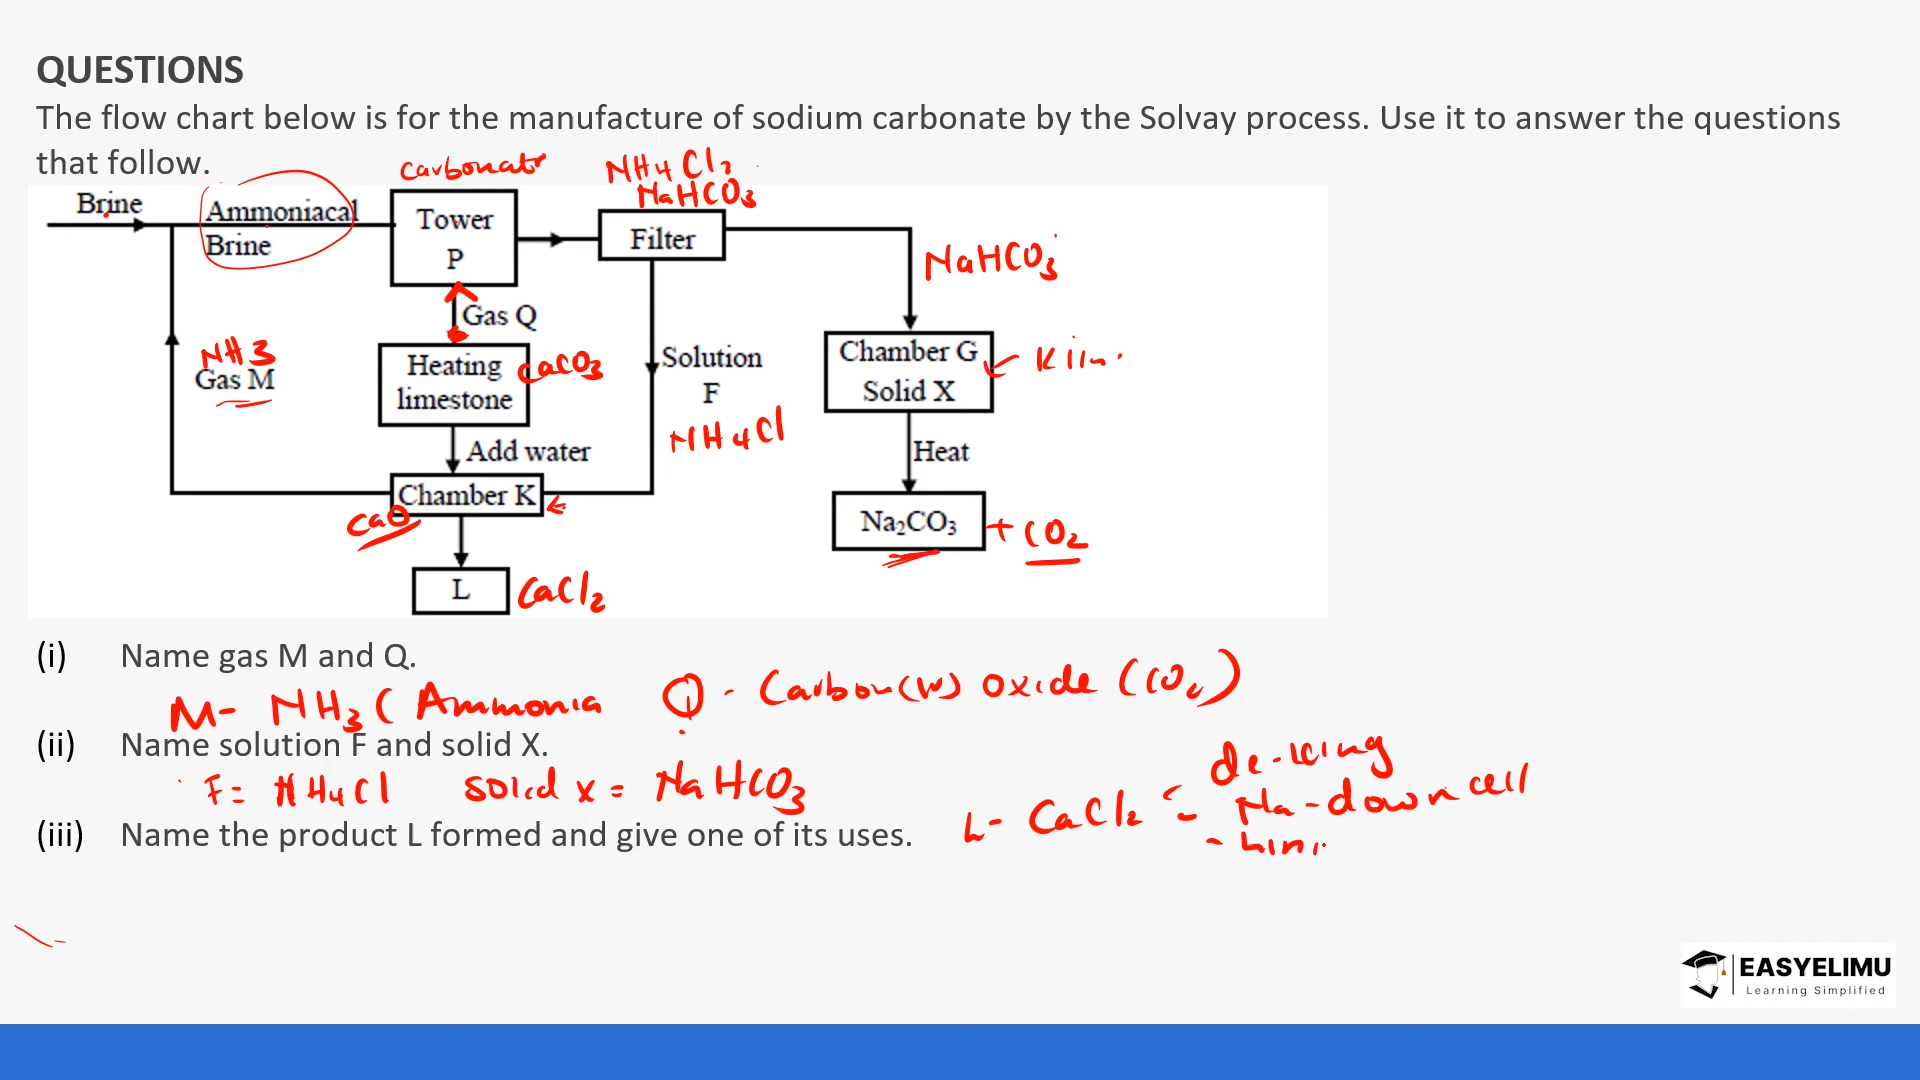 QUESTIONS
The flow chart below is for the manufacture of sodium carbonate by the Solvay process. Use it to answer the questions
that follow.
Carbonate
NH4Cl2
NaHCO3
Brine
Ammoniacal
Brine
Tower
P
Filter
NaHCO3
Gas Q
NH3
Gas M
Heating
limestone
CaCO3
Solution
F
NH4Cl
Chamber G
Solid X
Add water
Heat
Chamber K
CaO
Na₂CO₃
+ CO2
L
CaCl2
(i) Name gas M and Q.
M- NH3 ( Ammonia Q - Carbon(IV) oxide (CO2)
(ii) Name solution F and solid X.
F= NH4Cl solid x = NaHCO3
(iii) Name the product L formed and give one of its uses.
L- CaCl2
de-icing
Na-down cell
EASYELIMU
Learning Simplified